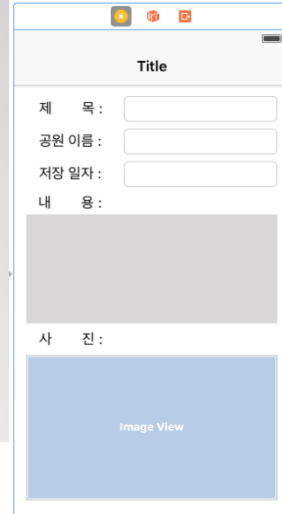 Title
제 목 :
공원 이름 :
저장 일자 :
내 용 :
사 진 :
Image View